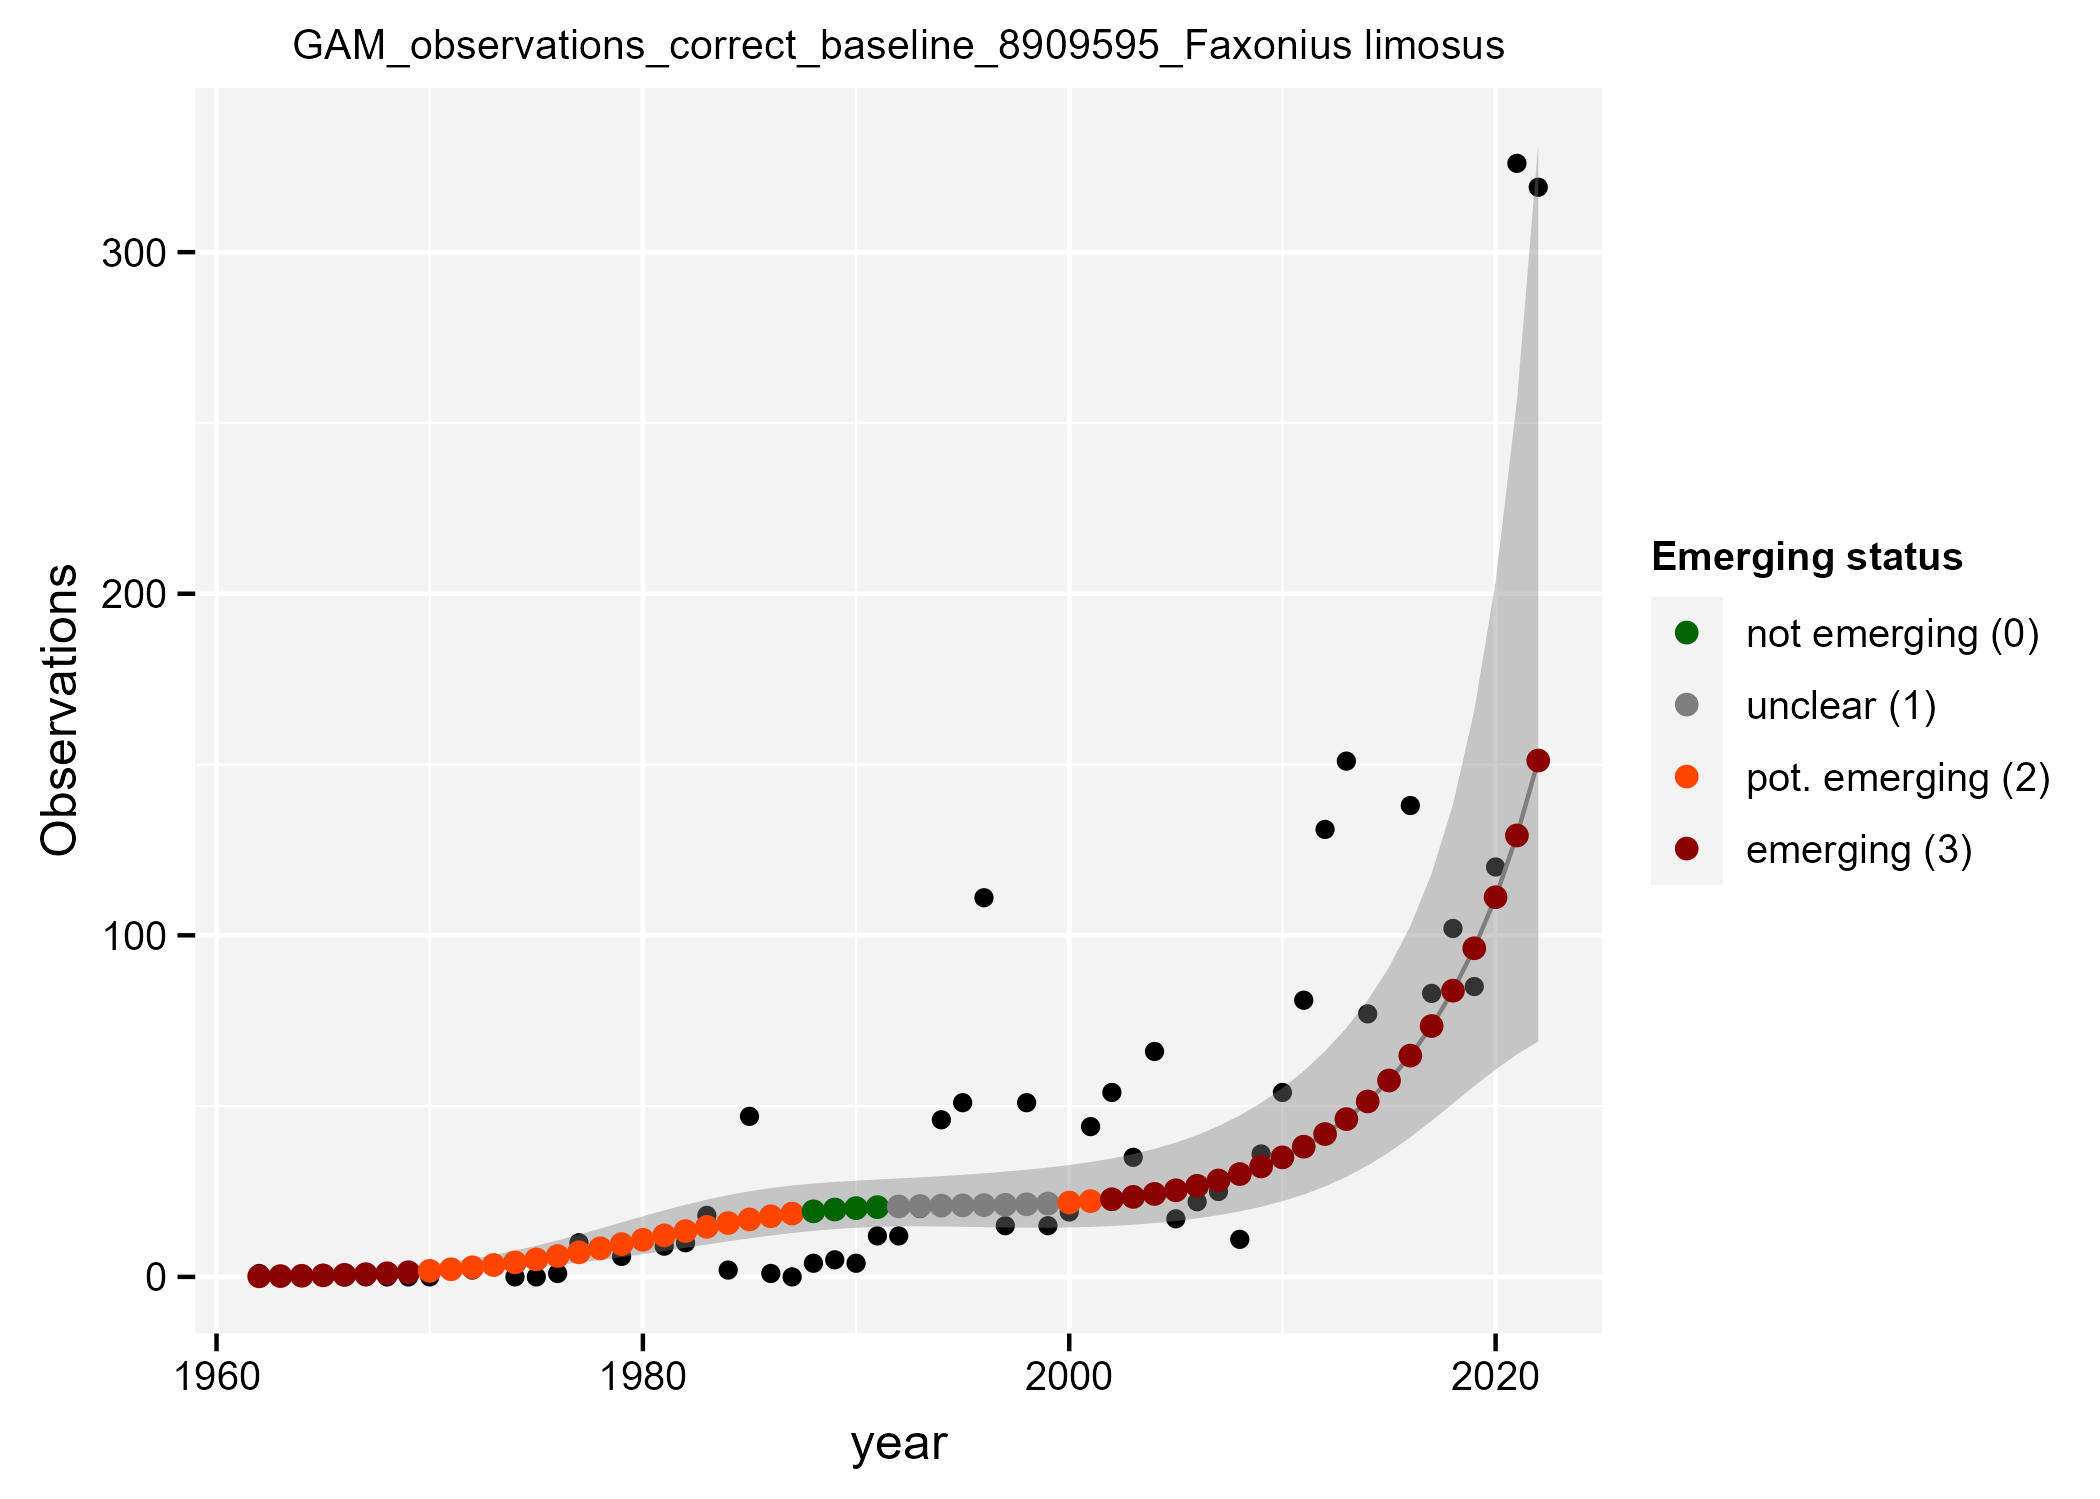 GAM_observations_correct_baseline_8909595_Faxonius limosus
300
200
100
0
Observations
1960 1980 2000 2020
year
Emerging status
not emerging (0)
unclear (1)
pot. emerging (2)
emerging (3)